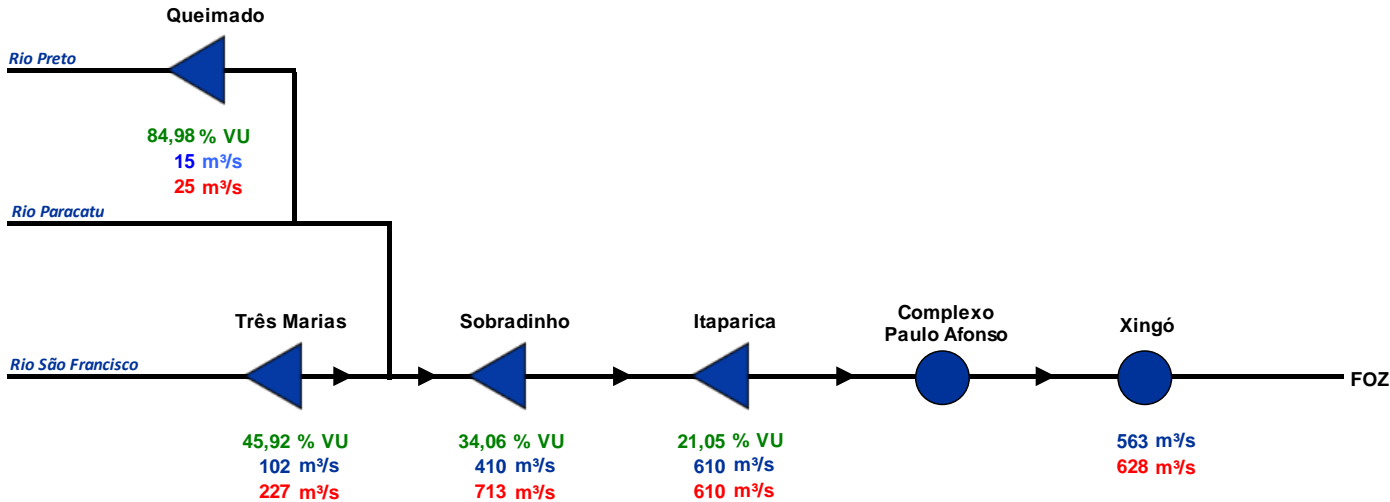 Queimado
Rio Preto
84,98 % VU
15 m³/s
25 m³/s
Rio Paracatu
Três Marias
Sobradinho
Itaparica
Complexo
Paulo Afonso
Xingó
Rio São Francisco
FOZ
45,92 % VU
102 m³/s
227 m³/s
34,06 % VU
410 m³/s
713 m³/s
21,05 % VU
610 m³/s
610 m³/s
563 m³/s
628 m³/s